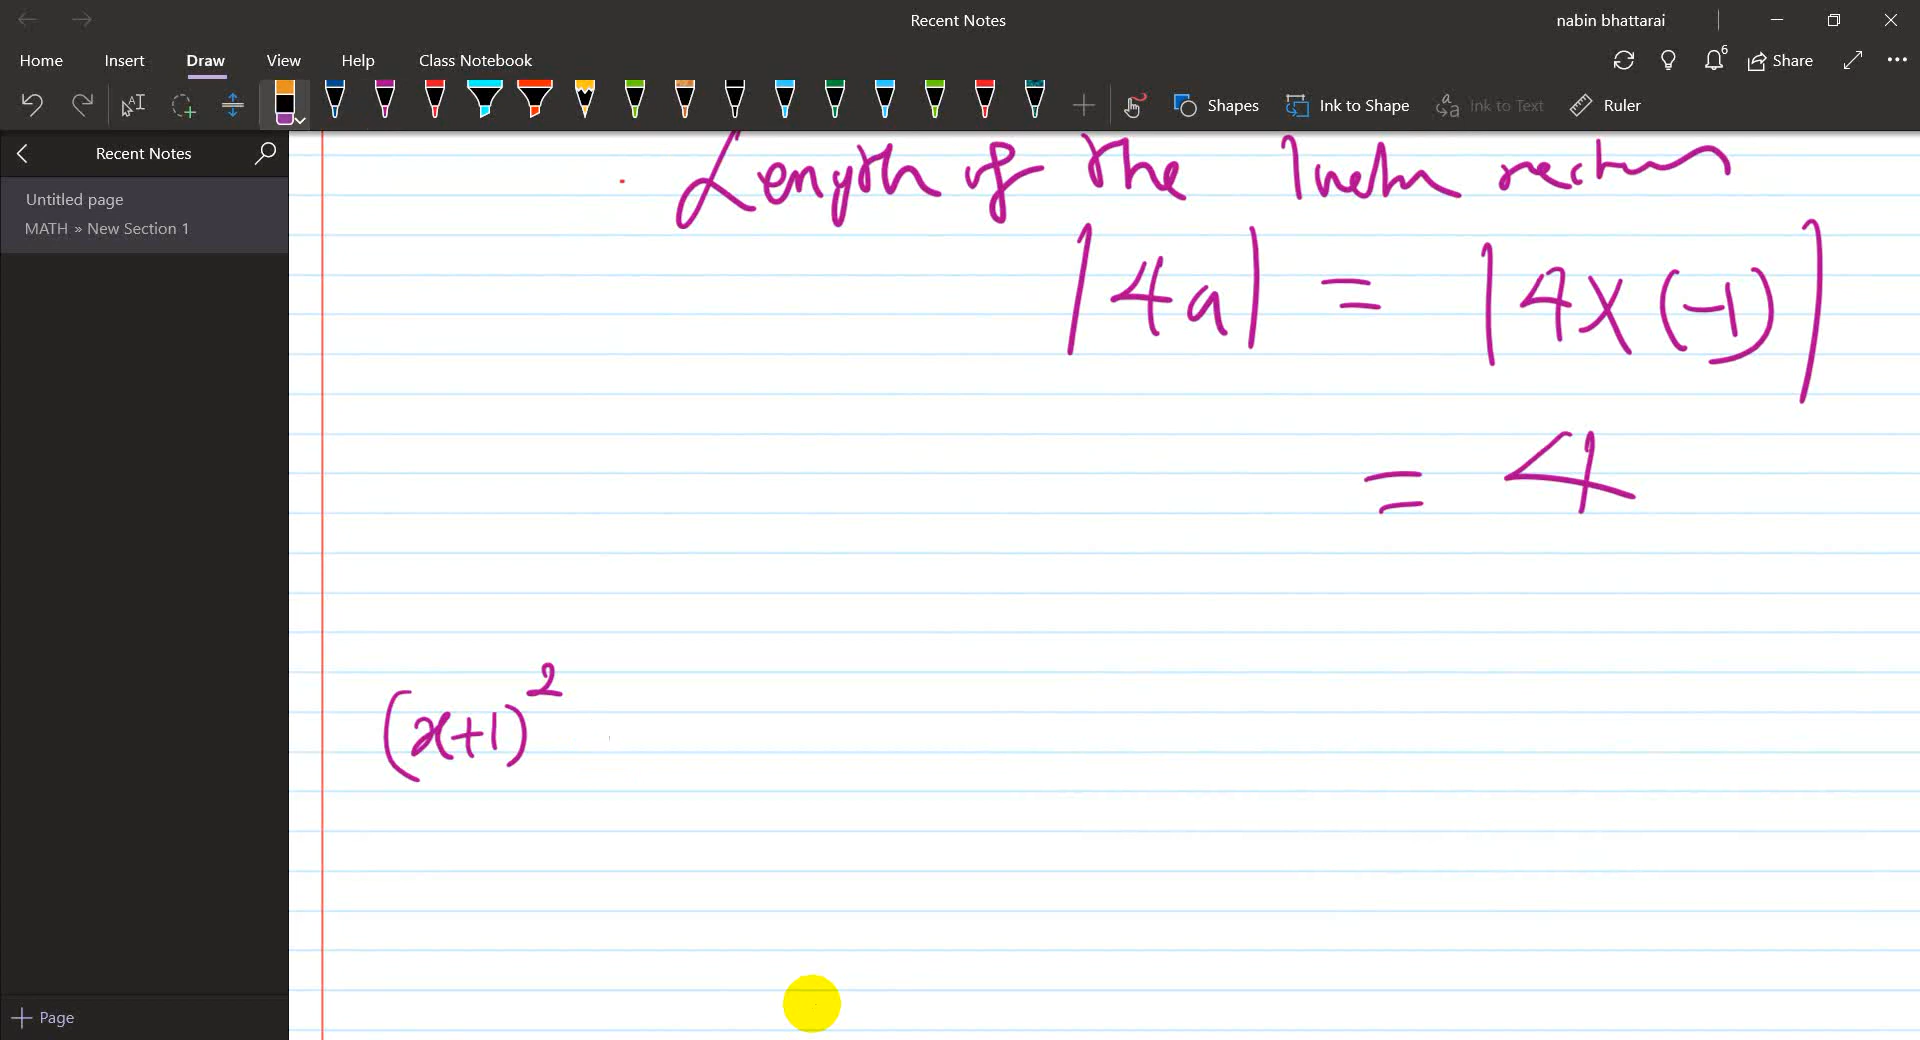 Recent Notes
nabin bhattarai
Home Insert Draw View Help Class Notebook
6
Share
Shapes Ink to Shape Ink to Text Ruler
Recent Notes
Untitled page
MATH » New Section 1
Length of the rectum
|4a| = |4x(-1)|
= 4
(x+1)²
Page